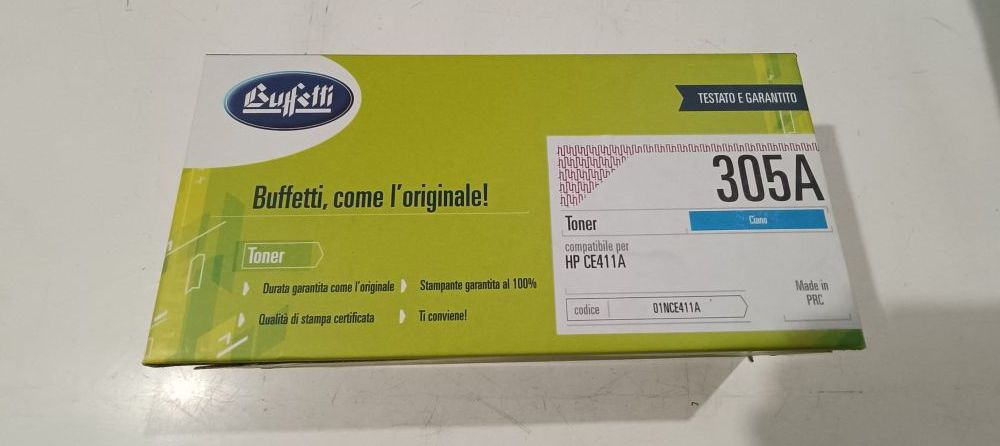 Buffetti
TESTATO E GARANTITO
Buffetti, come l'originale!
Toner
Durata garantita come l'originale
Stampante garantita al 100%
Qualità di stampa certificata
Ti conviene!
305A
Toner
Ciano
compatibile per
HP CE411A
Made in
PRC
codice
01NCE411A